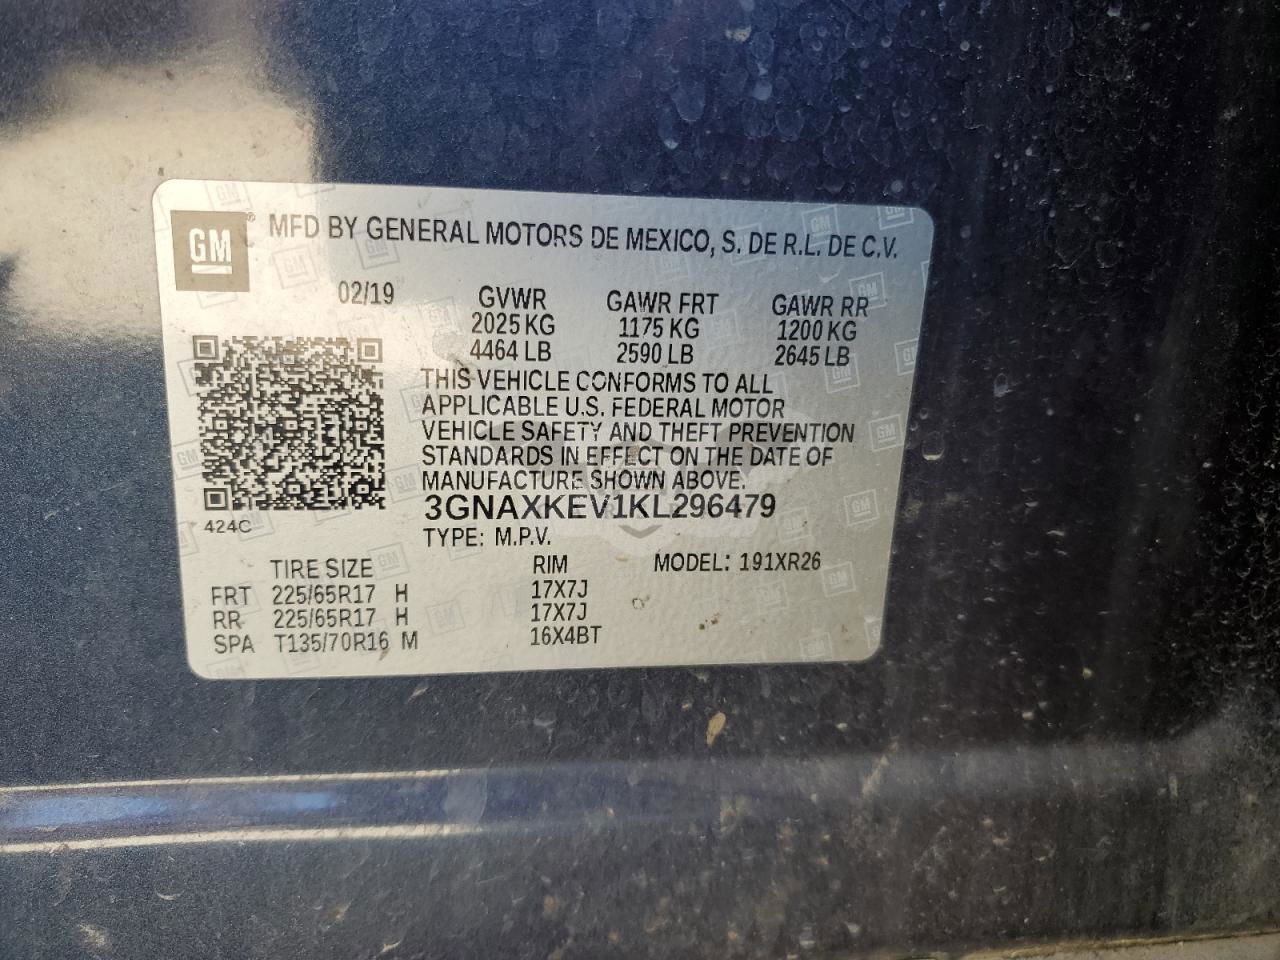 GM ® MFD BY GENERAL MOTORS DE MEXICO, S. DE R.L. DE C.V.
02/19 GVWR GAWR FRT GAWR RR
2025 KG 1175 KG 1200 KG
4464 LB 2590 LB 2645 LB
THIS VEHICLE CONFORMS TO ALL
APPLICABLE U.S. FEDERAL MOTOR
VEHICLE SAFETY AND THEFT PREVENTION
STANDARDS IN EFFECT ON THE DATE OF
MANUFACTURE SHOWN ABOVE.
3GNAXKEV1KL296479
424C
TYPE: M.P.V.
TIRE SIZE RIM MODEL: 191XR26
FRT 225/65R17 H 17X7J
RR 225/65R17 H 17X7J
SPA T135/70R16 M 16X4BT